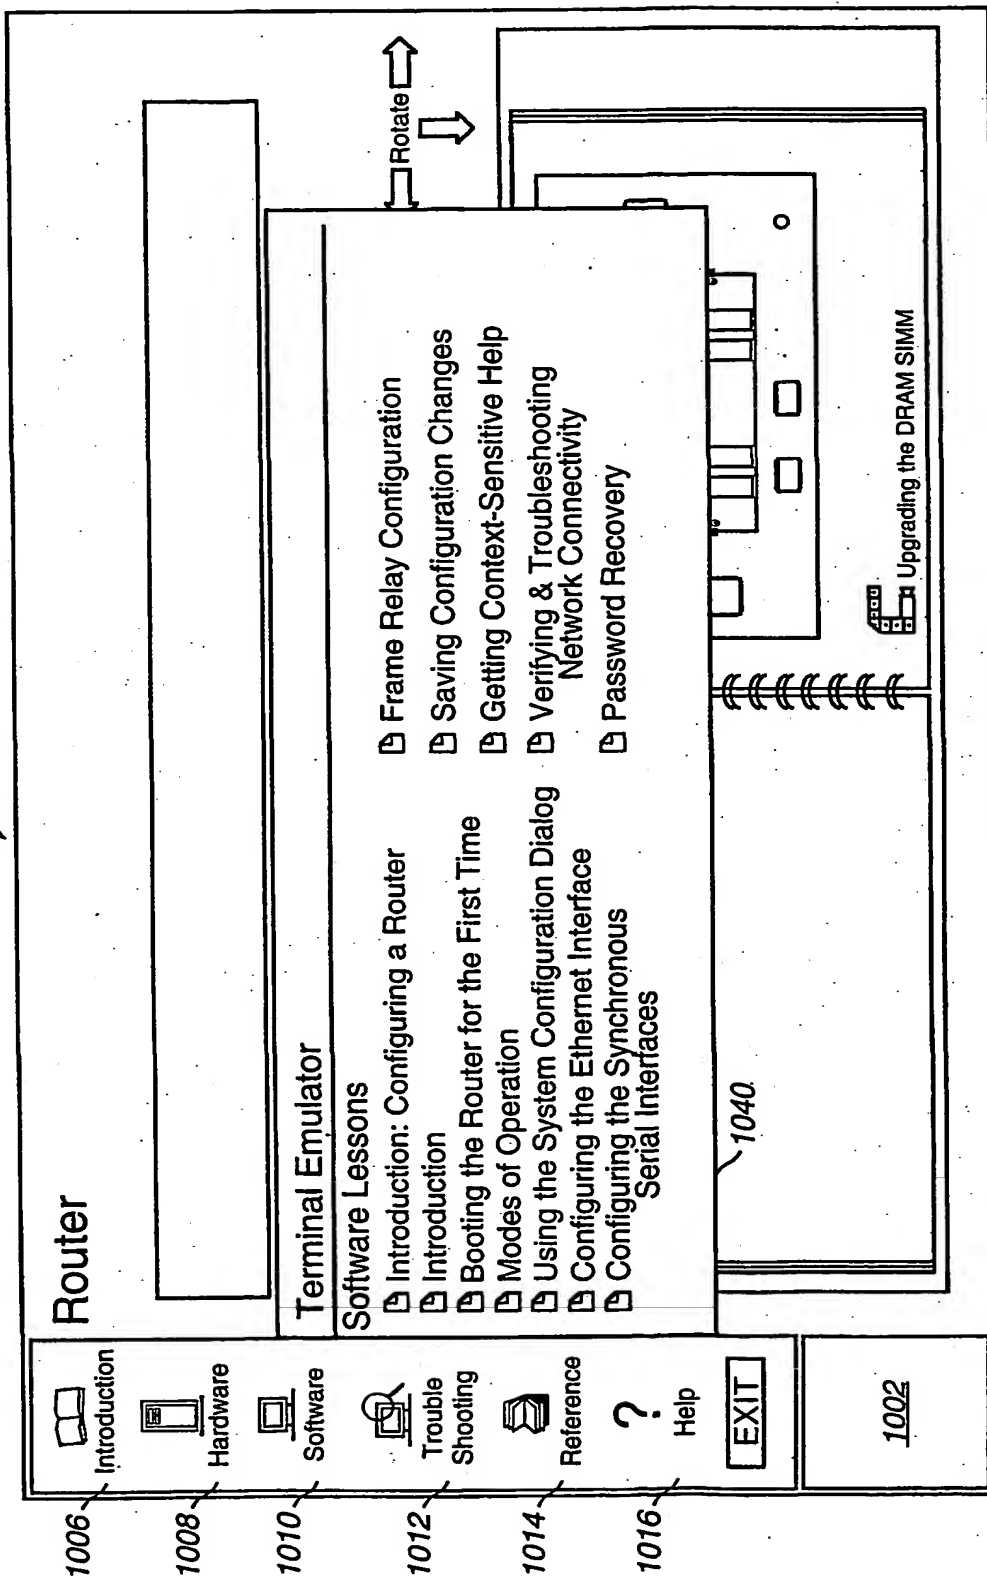 Router
1006
Introduction
1008
Hardware
1010
Software
1012
Trouble
Shooting
1014
Reference
1016
?
Help
EXIT
1002
Rotate
Terminal Emulator
Software Lessons
Introduction: Configuring a Router
Introduction
Booting the Router for the First Time
Modes of Operation
Using the System Configuration Dialog
Configuring the Ethernet Interface
Configuring the Synchronous
Serial Interfaces
Frame Relay Configuration
Saving Configuration Changes
Getting Context-Sensitive Help
Verifying & Troubleshooting
Network Connectivity
Password Recovery
1040
Upgrading the DRAM SIMM